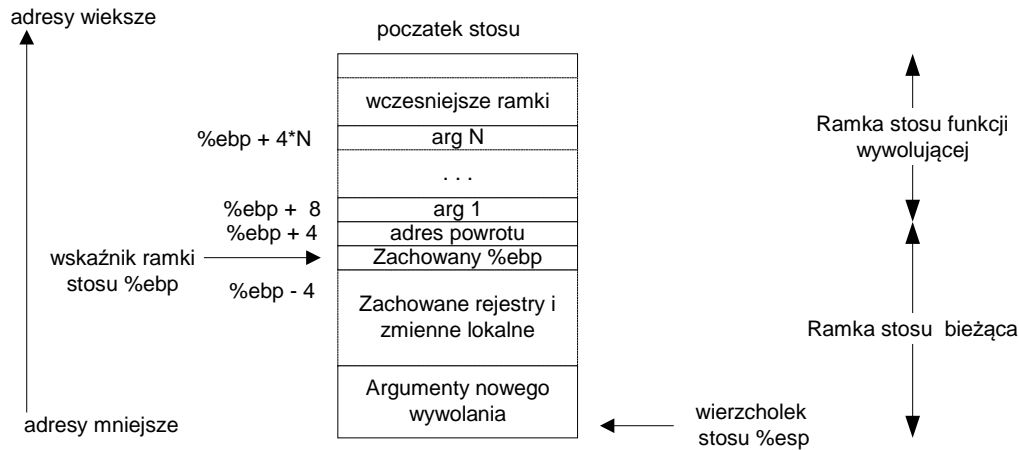 adresy wieksze
poczatek stosu
wczesniejsze ramki
%ebp + 4*N
arg N
. . .
%ebp + 8
arg 1
%ebp + 4
adres powrotu
wskaźnik ramki
stosu %ebp
Zachowany %ebp
%ebp - 4
Zachowane rejestry i
zmienne lokalne
Argumenty nowego
wywolania
adresy mniejsze
wierzcholek
stosu %esp
Ramka stosu funkcji
wywolującej
Ramka stosu bieżąca